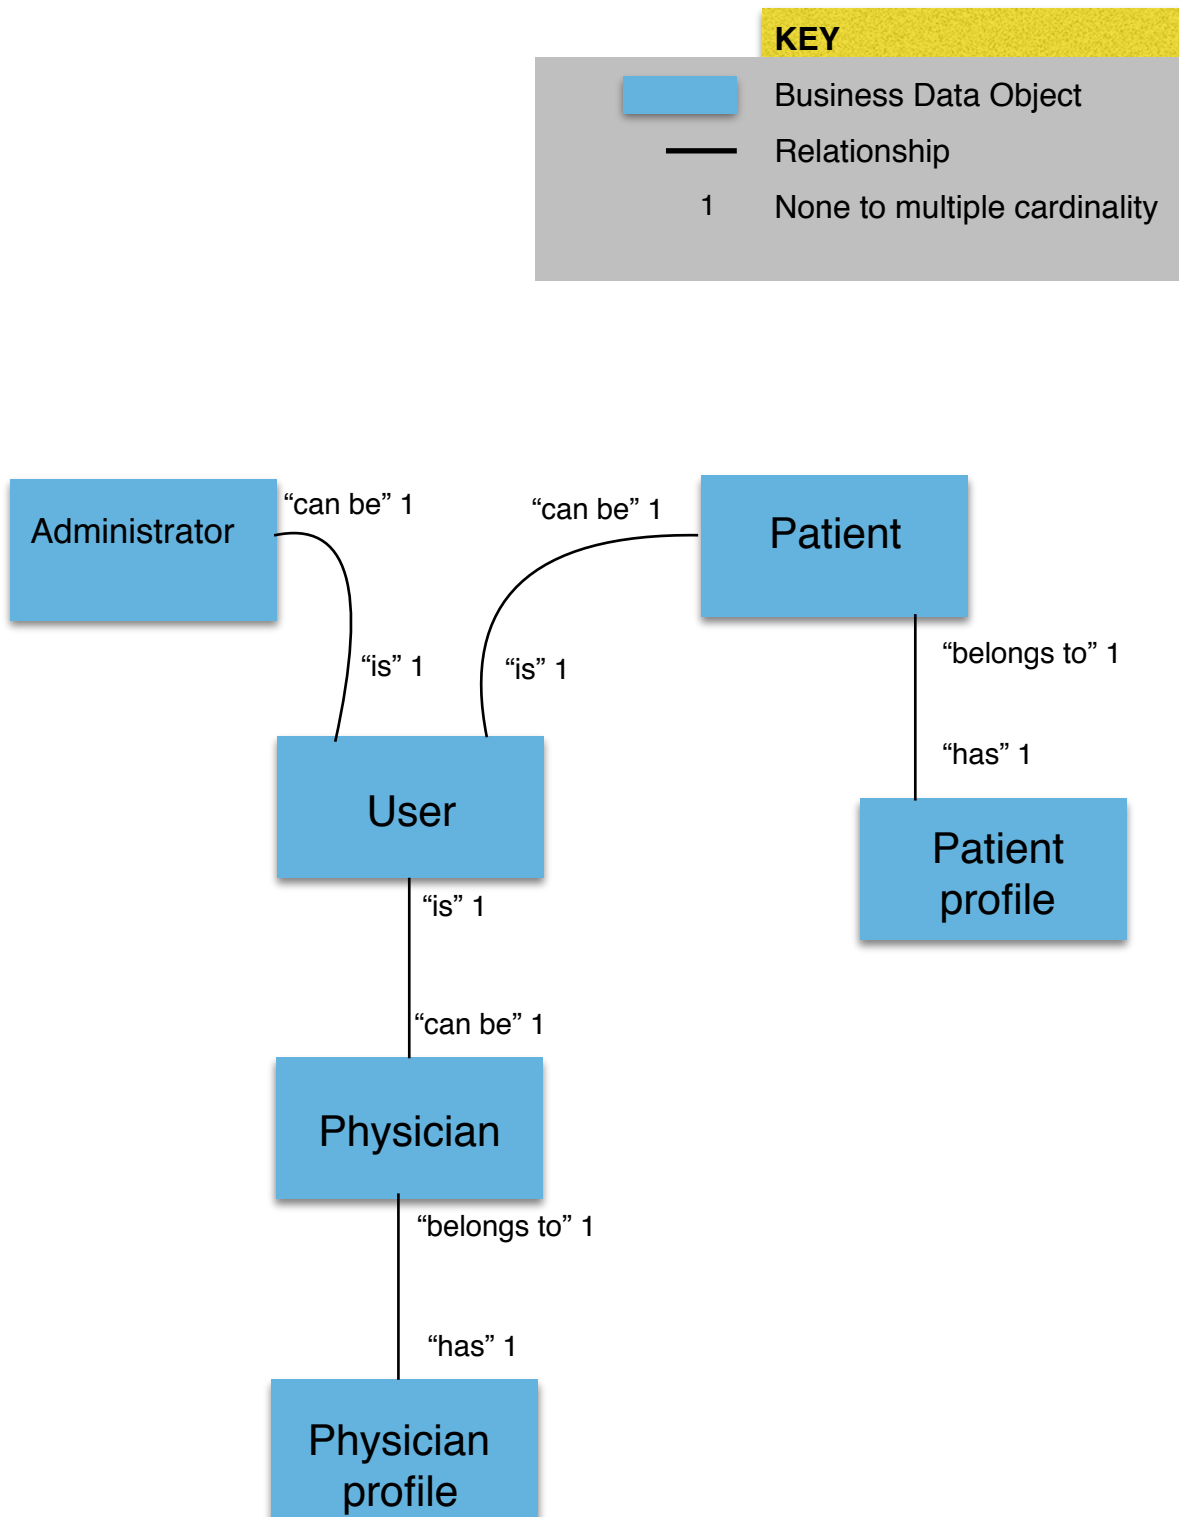 KEY
Business Data Object
Relationship
1 None to multiple cardinality
Administrator
“can be” 1
“is” 1
“can be” 1
“is” 1
Patient
“belongs to” 1
“has” 1
Patient
profile
User
“is” 1
“can be” 1
Physician
“belongs to” 1
“has” 1
Physician
profile